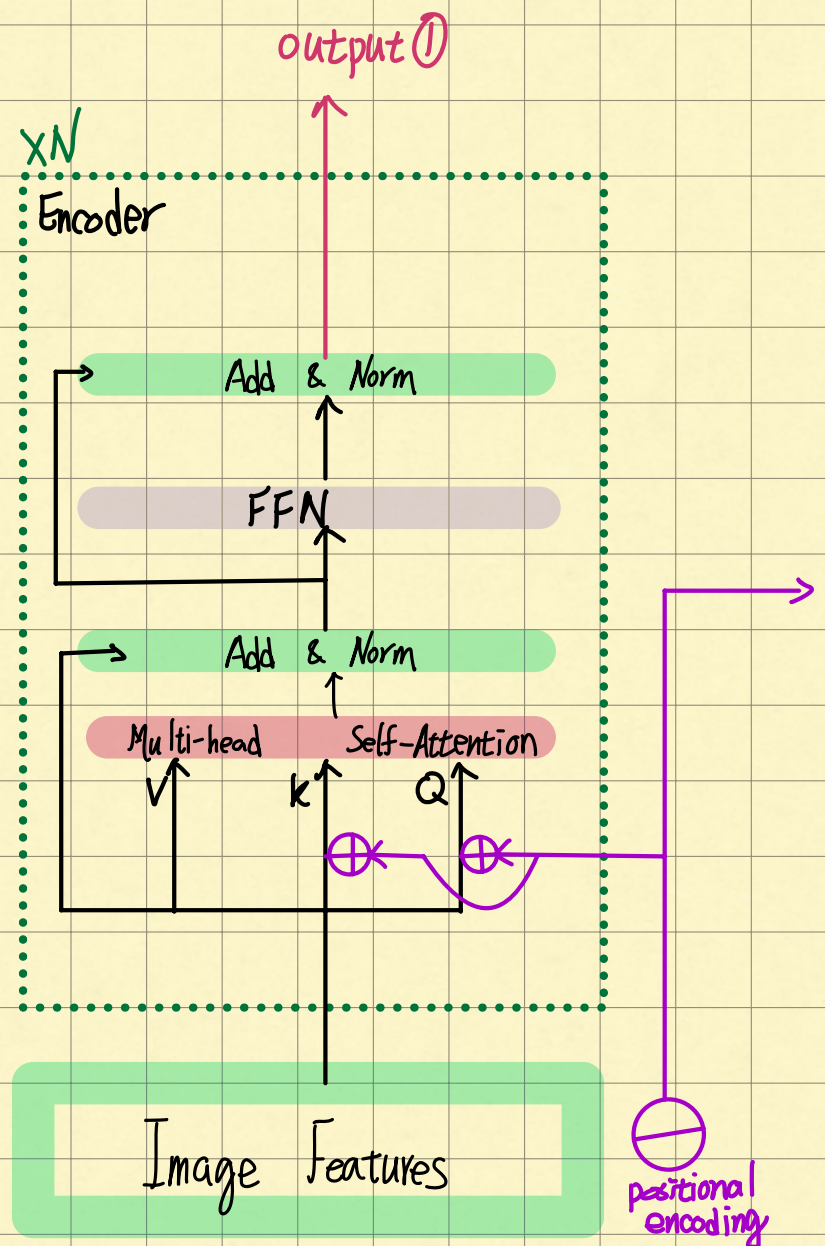 output①
xN
Encoder
Add & Norm
FFN
Add & Norm
Multi-head Self-Attention
V K Q
Image Features
positional
encoding